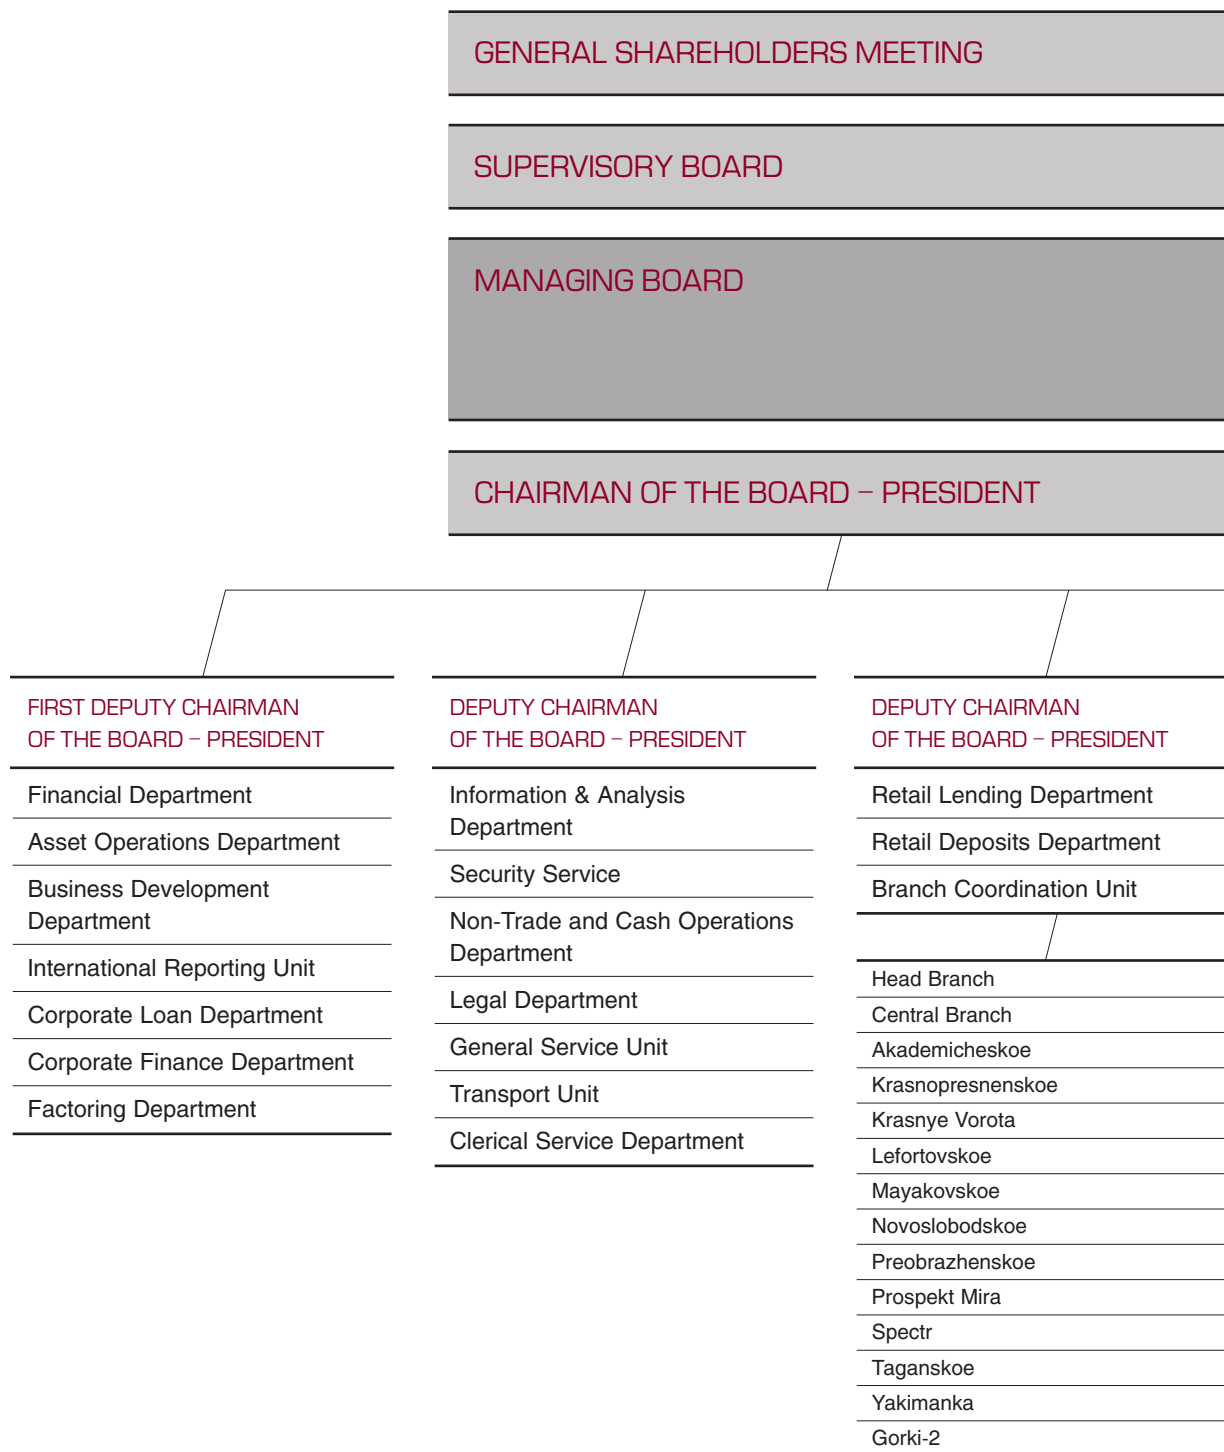 GENERAL SHAREHOLDERS MEETING
SUPERVISORY BOARD
MANAGING BOARD
CHAIRMAN OF THE BOARD – PRESIDENT
FIRST DEPUTY CHAIRMAN
OF THE BOARD – PRESIDENT
Financial Department
Asset Operations Department
Business Development
Department
International Reporting Unit
Corporate Loan Department
Corporate Finance Department
Factoring Department
DEPUTY CHAIRMAN
OF THE BOARD – PRESIDENT
Information & Analysis
Department
Security Service
Non-Trade and Cash Operations
Department
Legal Department
General Service Unit
Transport Unit
Clerical Service Department
DEPUTY CHAIRMAN
OF THE BOARD – PRESIDENT
Retail Lending Department
Retail Deposits Department
Branch Coordination Unit
Head Branch
Central Branch
Akademicheskoe
Krasnopresnenskoe
Krasnye Vorota
Lefortovskoe
Mayakovskoe
Novoslobodskoe
Preobrazhenskoe
Prospekt Mira
Spectr
Taganskoe
Yakimanka
Gorki-2